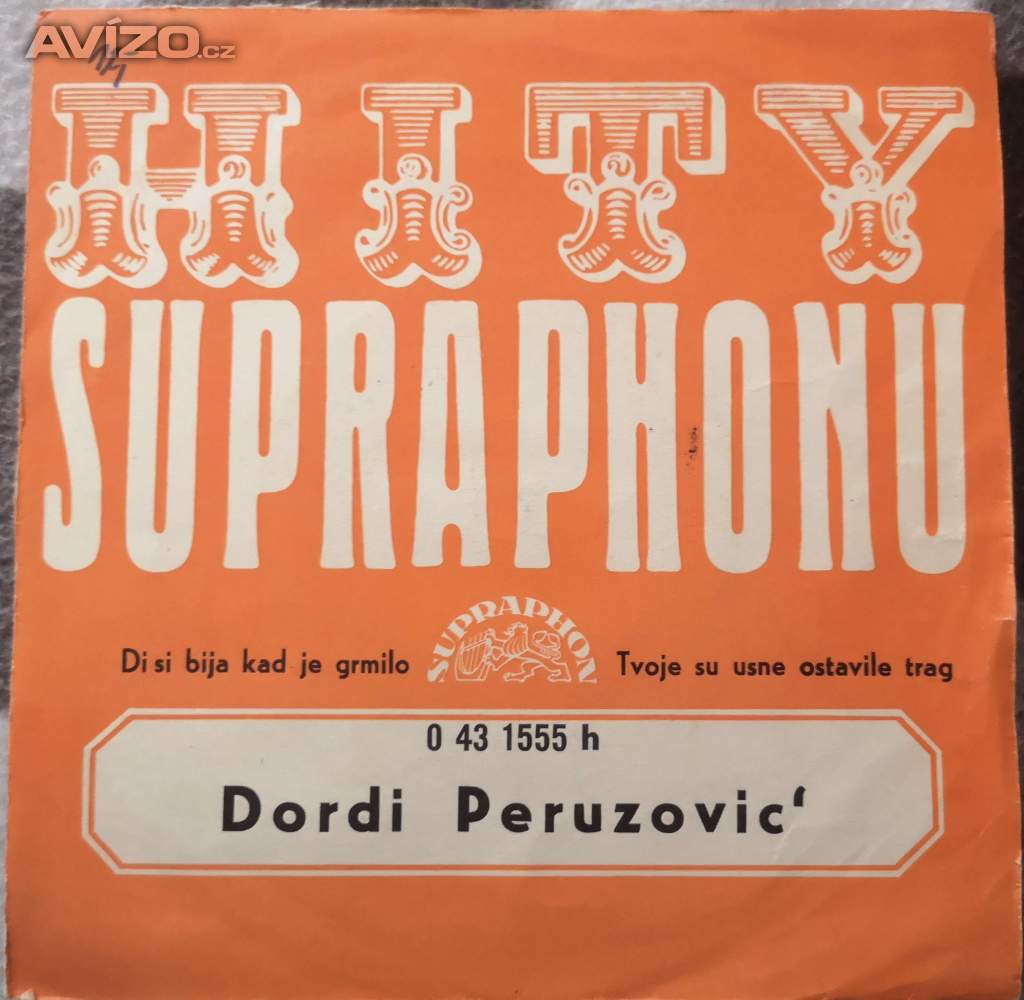 AVÍZO.cz
HITY
SUPRAPHONU
SUPRAPHON
Di si bija kad je grmilo Tvoje su usne ostavile trag
0 43 1555 h
Dordi Peruzovic‘